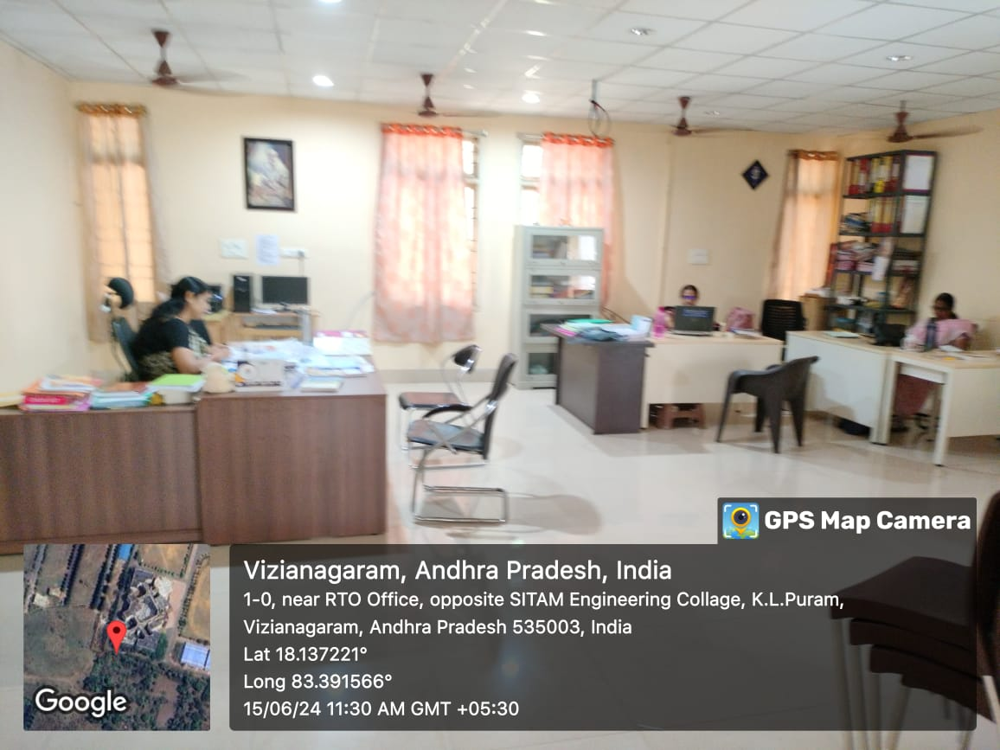 GPS Map Camera
Vizianagaram, Andhra Pradesh, India
1-0, near RTO Office, opposite SITAM Engineering Collage, K.L.Puram,
Vizianagaram, Andhra Pradesh 535003, India
Lat 18.137221°
Long 83.391566°
15/06/24 11:30 AM GMT +05:30
Google